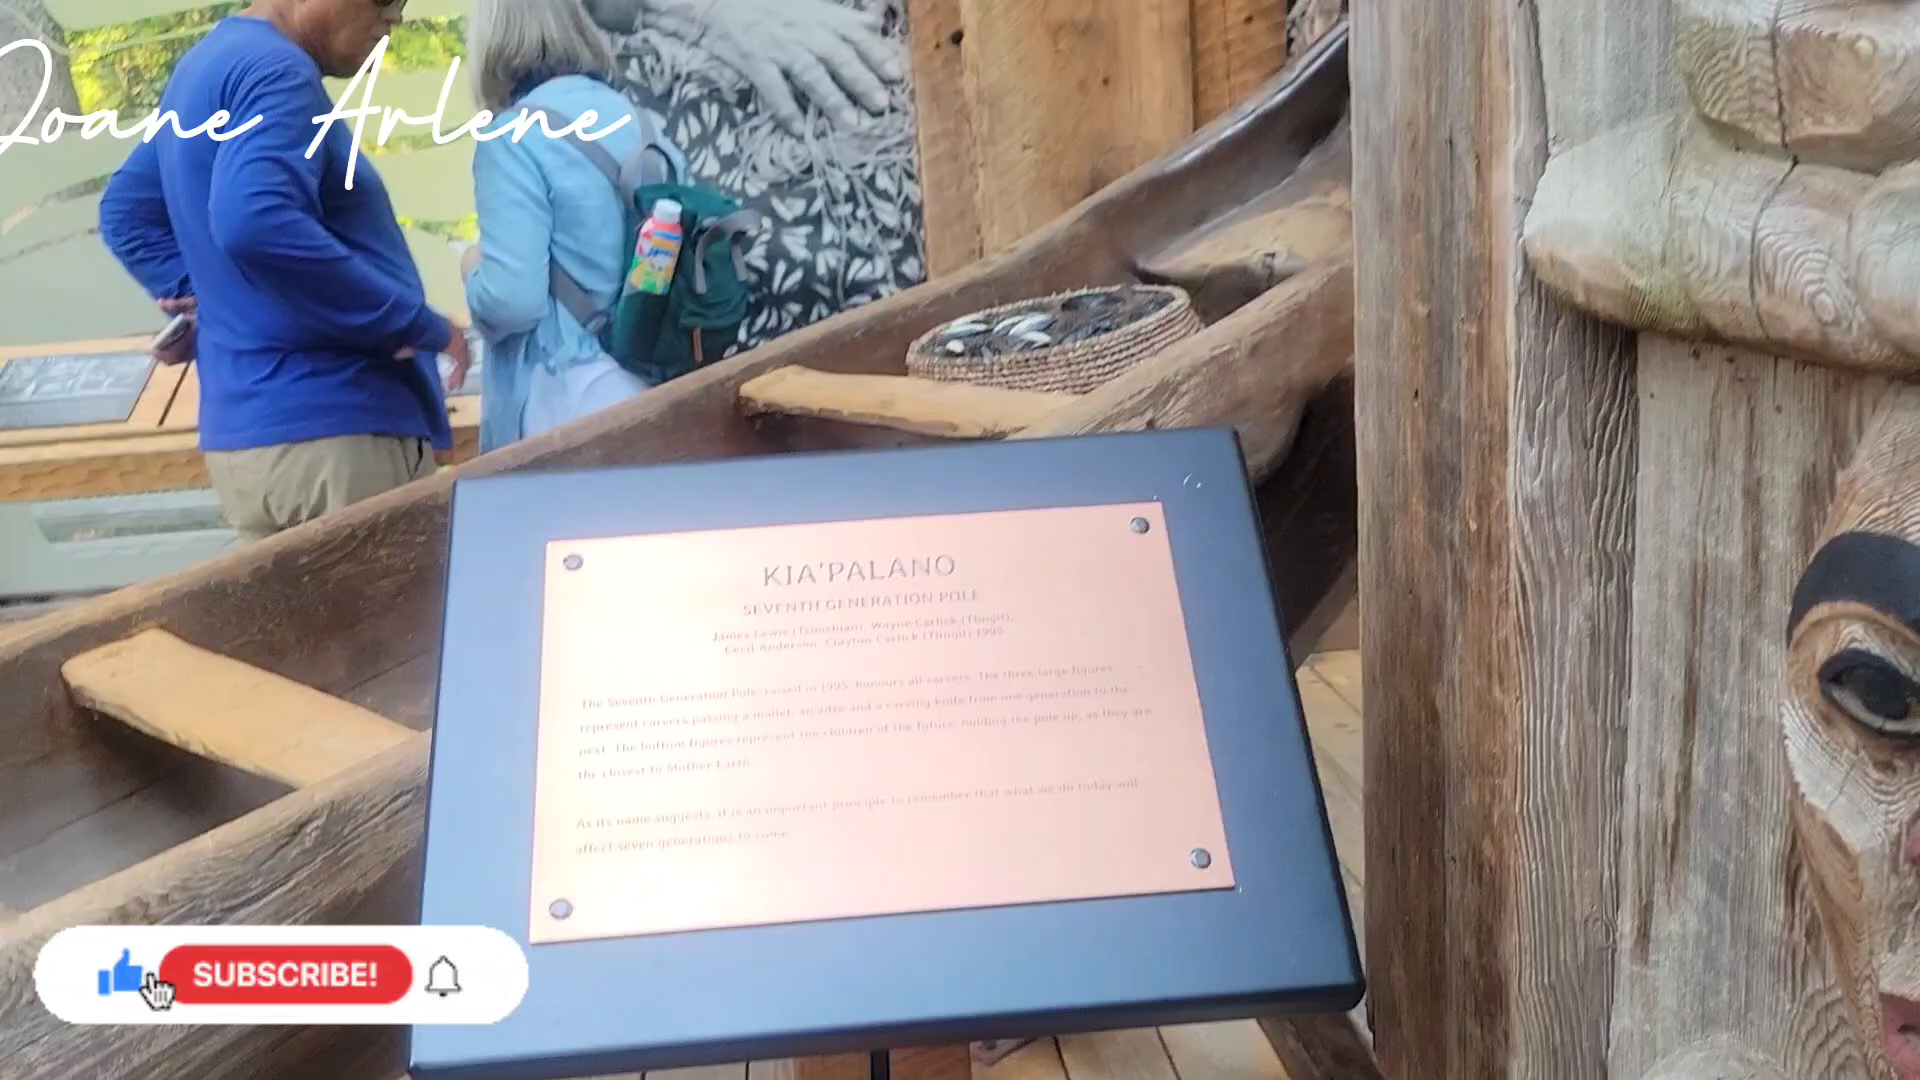 Joane Arlene
KIA'PALANO
SEVENTH GENERATION POLE
James Lewis (Tsimshian), Wayne Carlick (Tlingit),
Cecil Anderson, Clayton Carlick (Tlingit) 1995
The Seventh Generation Pole, raised in 1995, honours all carvers. The three large figures
represent carvers passing a mallet, an adze and a carving knife from one generation to the
next. The bottom figures represent the children of the future, holding the pole up, as they are
the closest to Mother Earth.
As its name suggests, it is an important principle to remember that what we do today will
affect seven generations to come.
SUBSCRIBE!